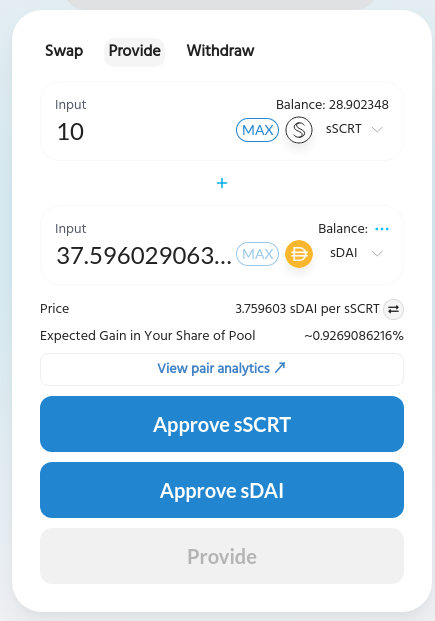 Swap Provide Withdraw
Input Balance: 28.902348
10 MAX sSCRT
+
Input Balance: ...
37.596029063... MAX sDAI
Price 3.759603 sDAI per sSCRT
Expected Gain in Your Share of Pool ~0.9269086216%
View pair analytics ↗
Approve sSCRT
Approve sDAI
Provide